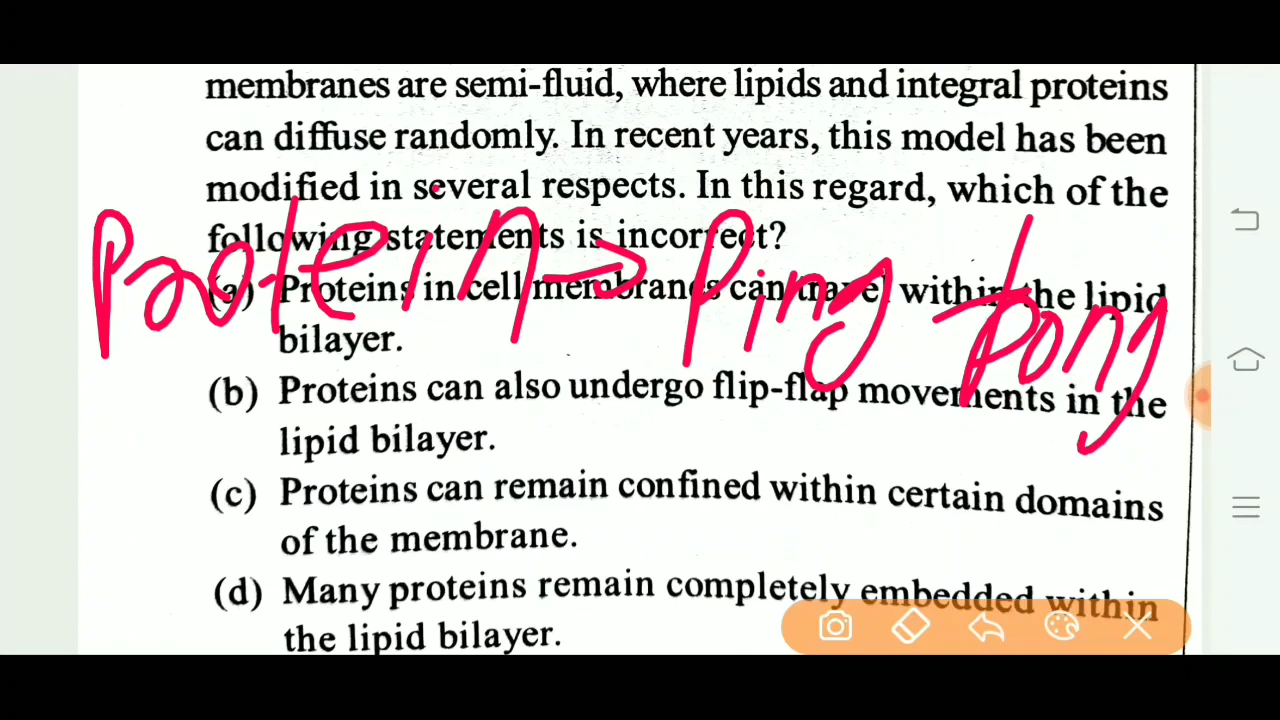 membranes are semi-fluid, where lipids and integral proteins
can diffuse randomly. In recent years, this model has been
modified in several respects. In this regard, which of the
following statements is incorrect?
Protein → Ping
pong
(a) Proteins in cell membranes can travel within the lipid
bilayer.
(b) Proteins can also undergo flip-flap movements in the
lipid bilayer.
(c) Proteins can remain confined within certain domains
of the membrane.
(d) Many proteins remain completely embedded within
the lipid bilayer.